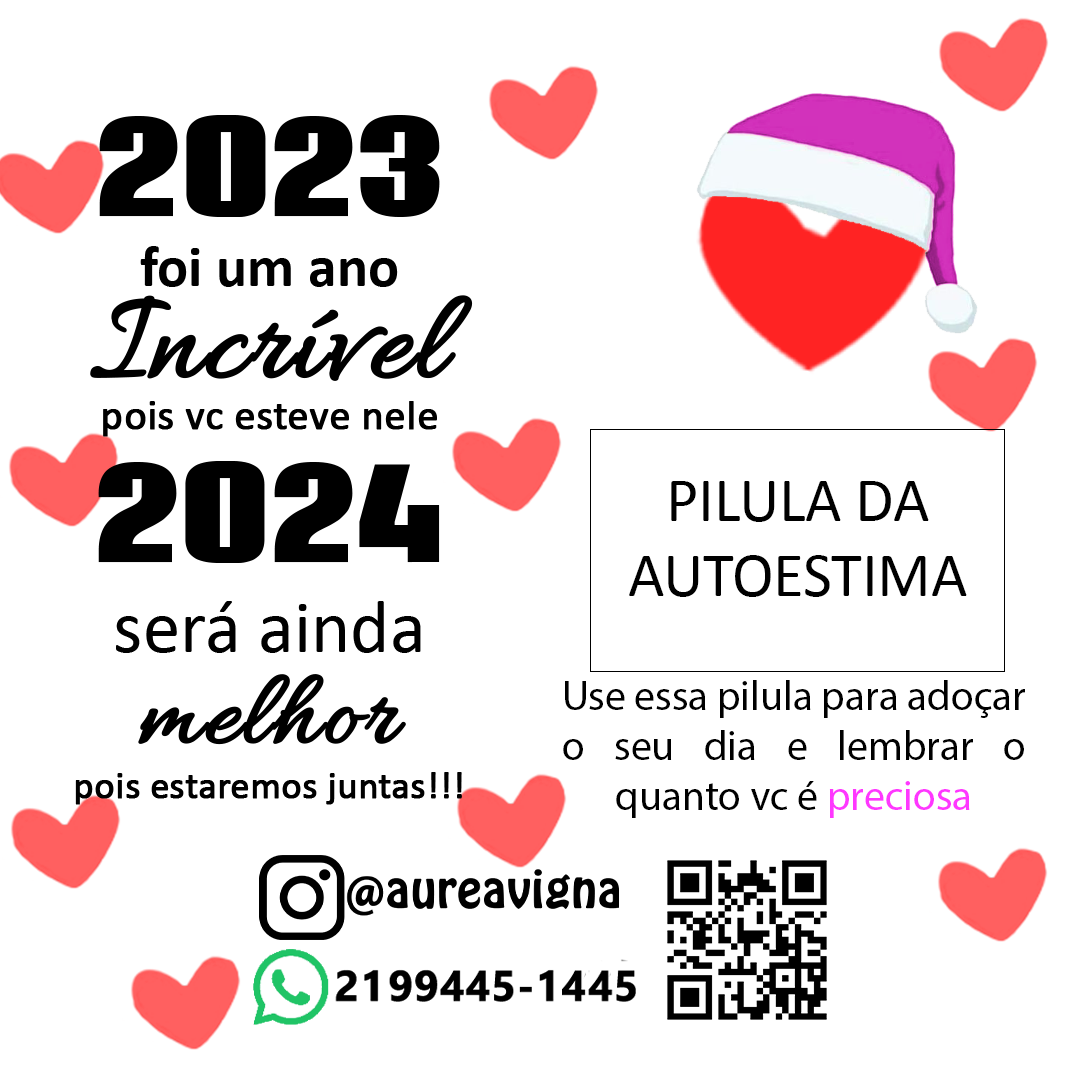 2023
foi um ano
Incrível
pois vc esteve nele
2024
será ainda
melhor
pois estaremos juntas!!!
PILULA DA
AUTOESTIMA
Use essa pilula para adoçar
o seu dia e lembrar o
quanto vc é preciosa
@aureavigna
2199445-1445